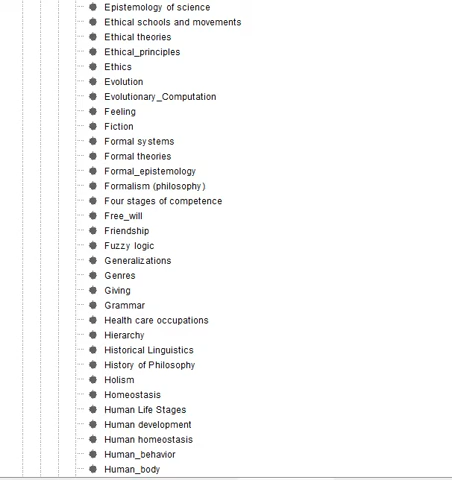 Epistemology of science
Ethical schools and movements
Ethical theories
Ethical_principles
Ethics
Evolution
Evolutionary_Computation
Feeling
Fiction
Formal systems
Formal theories
Formal_epistemology
Formalism (philosophy)
Four stages of competence
Free_will
Friendship
Fuzzy logic
Generalizations
Genres
Giving
Grammar
Health care occupations
Hierarchy
Historical Linguistics
History of Philosophy
Holism
Homeostasis
Human Life Stages
Human development
Human homeostasis
Human_behavior
Human_body